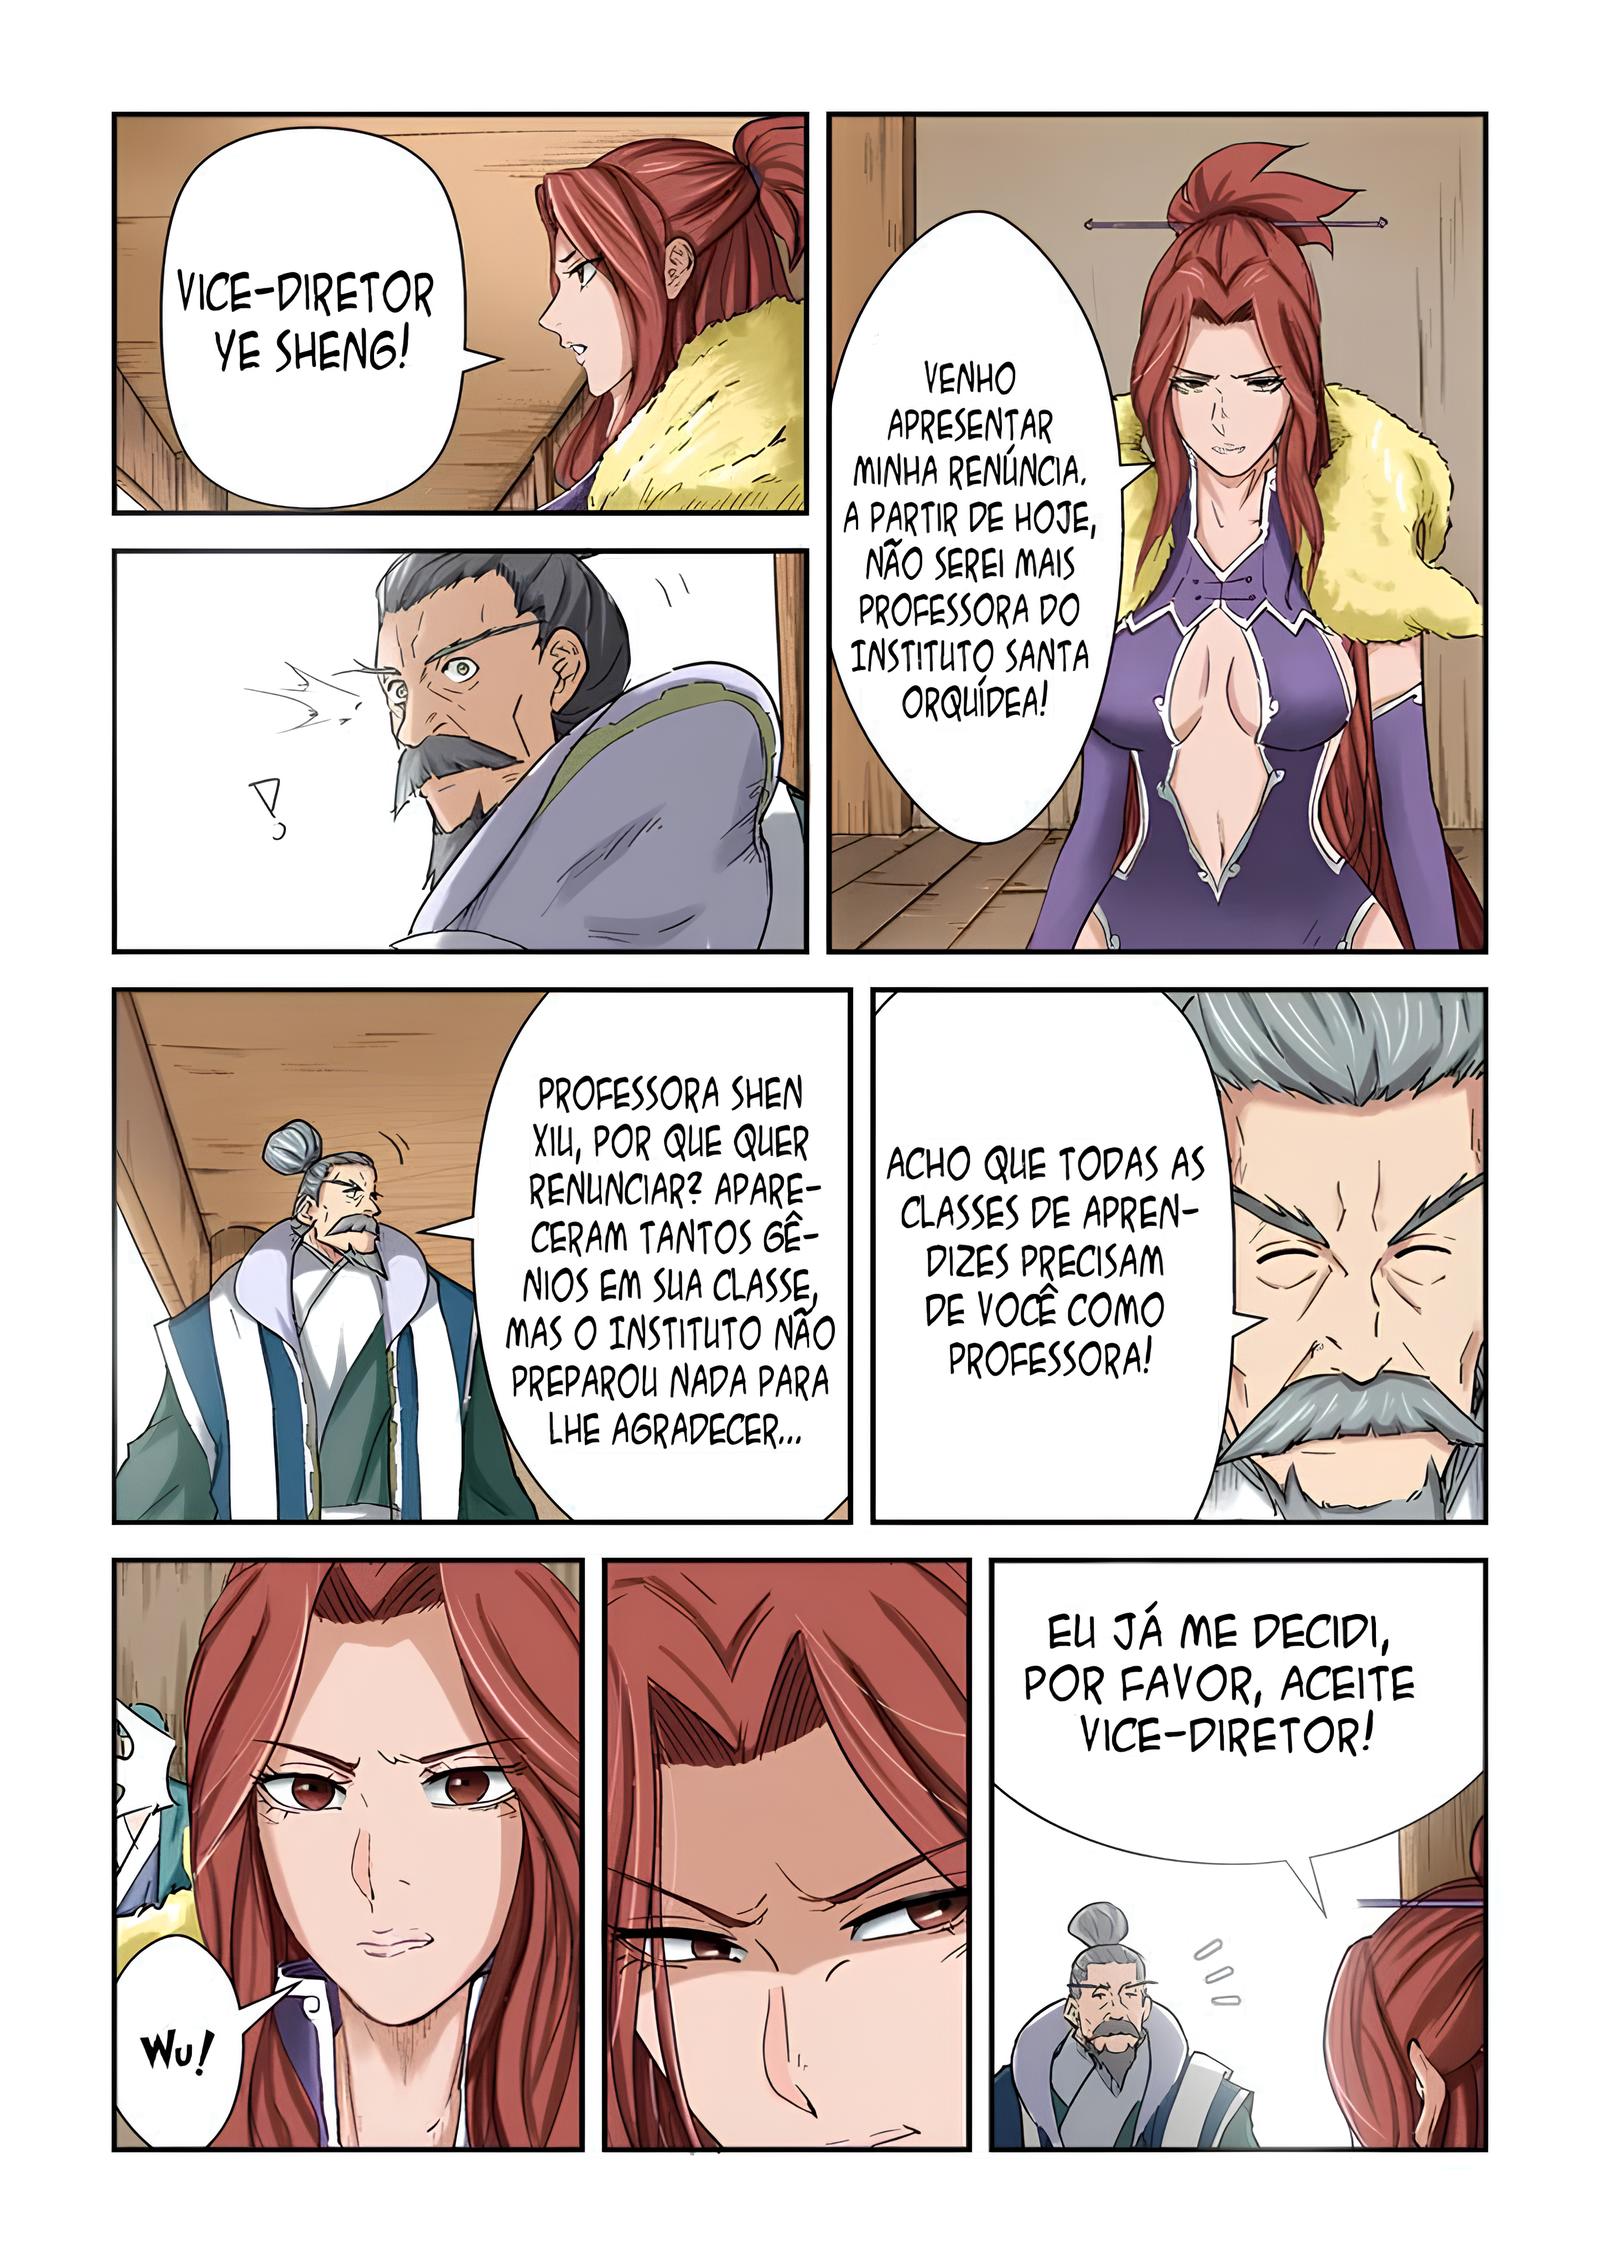 VICE-DIRETOR
YE SHENG!
VENHO
APRESENTAR
MINHA RENÚNCIA.
A PARTIR DE HOJE,
NÃO SEREI MAIS
PROFESSORA DO
INSTITUTO SANTA
ORQUÍDEA!
!
PROFESSORA SHEN
XIU, POR QUE QUER
RENUNCIAR? APARE-
CERAM TANTOS GÊ-
NIOS EM SUA CLASSE,
MAS O INSTITUTO NÃO
PREPAROU NADA PARA
LHE AGRADECER...
ACHO QUE TODAS AS
CLASSES DE APREN-
DIZES PRECISAM
DE VOCÊ COMO
PROFESSORA!
WU!
EU JÁ ME DECIDI,
POR FAVOR, ACEITE
VICE-DIRETOR!